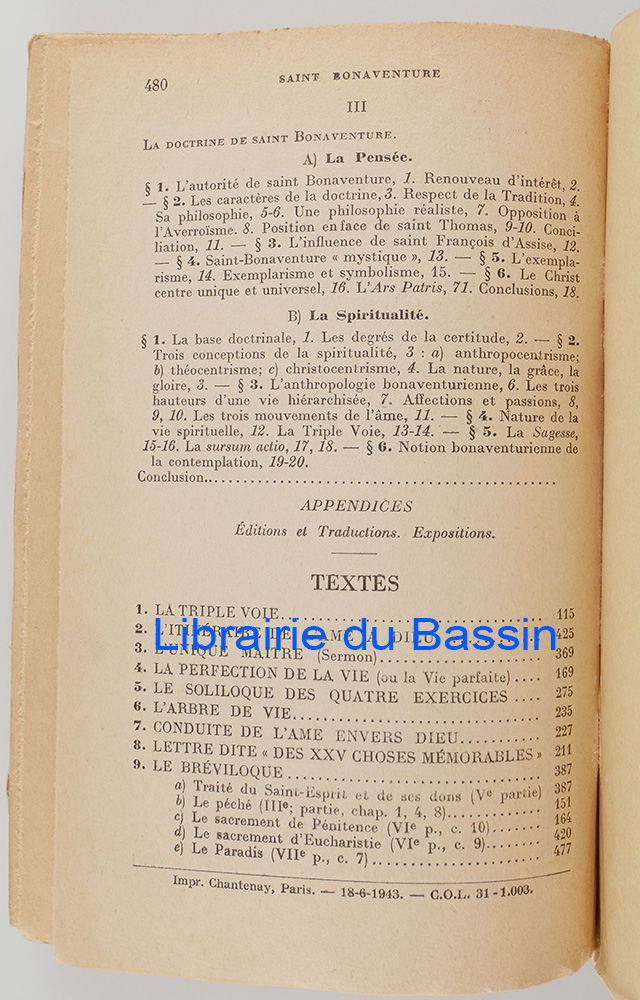 480 SAINT BONAVENTURE
III
LA DOCTRINE DE SAINT BONAVENTURE.
A) La Pensée.
§ 1. L'autorité de saint Bonaventure, 1. Renouveau d'intérêt, 2.
— § 2. Les caractères de la doctrine, 3. Respect de la Tradition, 4.
Sa philosophie, 5-6. Une philosophie réaliste, 7. Opposition à
l'Averroïsme. 8. Position en face de saint Thomas, 9-10. Conci-
liation, 11. — § 3. L'influence de saint François d'Assise, 12.
— § 4. Saint-Bonaventure « mystique », 13. — § 5. L'exempla-
risme, 14. Exemplarisme et symbolisme, 15. — § 6. Le Christ
centre unique et universel, 16. L'Ars Patris, 71. Conclusions, 18.
B) La Spiritualité.
§ 1. La base doctrinale, 1. Les degrés de la certitude, 2. — § 2.
Trois conceptions de la spiritualité, 3 : a) anthropocentrisme;
b) théocentrisme; c) christocentrisme, 4. La nature, la grâce, la
gloire, 3. — § 3. L'anthropologie bonaventurienne, 6. Les trois
hauteurs d'une vie hiérarchisée, 7. Affections et passions, 8,
9, 10. Les trois mouvements de l'âme, 11. — § 4. Nature de la
vie spirituelle, 12. La Triple Voie, 13-14. — § 5. La Sagesse,
15-16. La sursum actio, 17, 18. — § 6. Notion bonaventurienne de
la contemplation, 19-20.
Conclusion..........................................
APPENDICES
Éditions et Traductions. Expositions.
TEXTES
1. LA TRIPLE VOIE.......................... 115
Librairie du Bassin
2. L'ITINÉRAIRE DE L'AME A DIEU.......... 425
3. L'UNIQUE MAITRE (Sermon)................ 369
4. LA PERFECTION DE LA VIE (ou la Vie parfaite).... 169
5. LE SOLILOQUE DES QUATRE EXERCICES .... 275
6. L'ARBRE DE VIE.......................... 235
7. CONDUITE DE L'AME ENVERS DIEU......... 227
8. LETTRE DITE « DES XXV CHOSES MÉMORABLES » 211
9. LE BRÉVILOQUE......................... 387
a) Traité du Saint-Esprit et de ses dons (Ve partie) 387
b) Le péché (IIIe; partie, chap. 1, 4, 8)............. 151
c) Le sacrement de Pénitence (VIe p., c. 10)....... 164
d) Le sacrement d'Eucharistie (VIe p., c. 9)........ 420
e) Le Paradis (VIIe p., c. 7)...................... 477
Impr. Chantenay, Paris. — 18-6-1943. — C.O.L. 31-1.003.